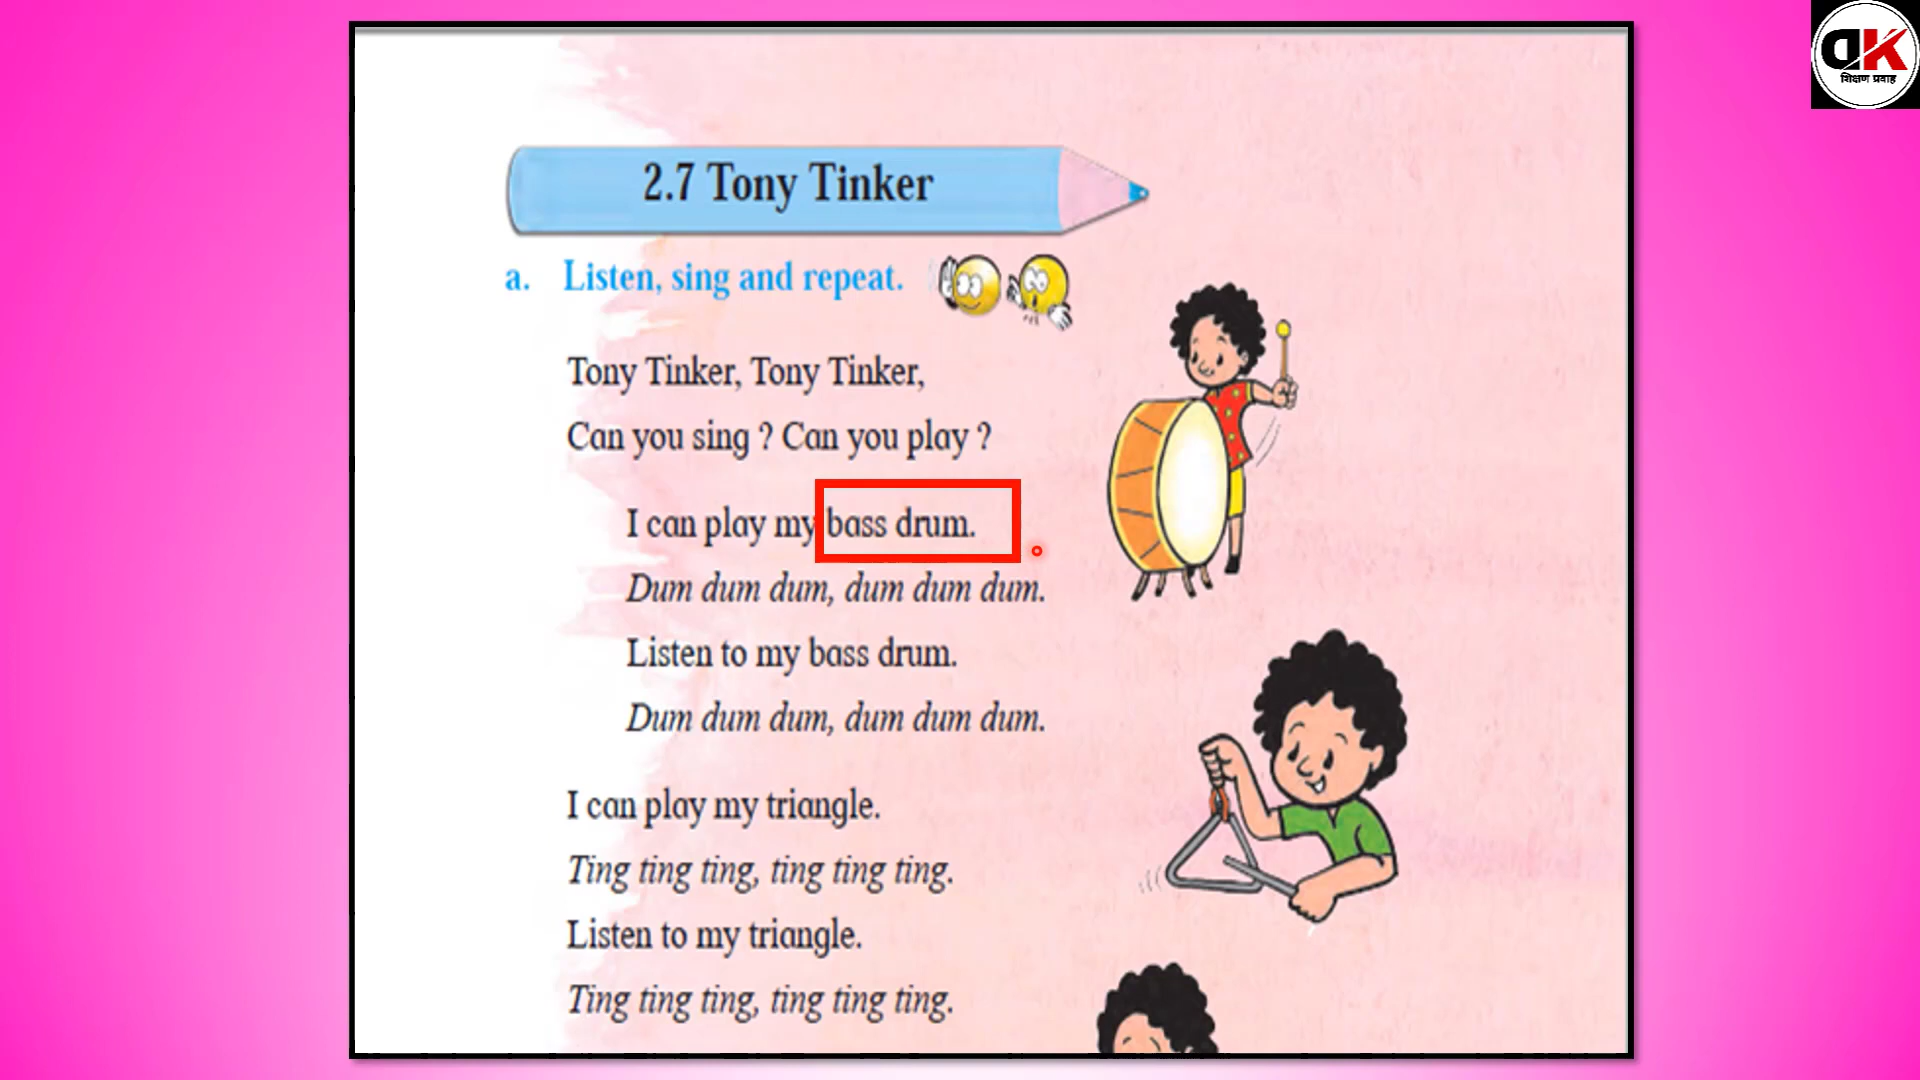 DK
शिक्षण प्रवाह
2.7 Tony Tinker
a. Listen, sing and repeat.
Tony Tinker, Tony Tinker,
Can you sing ? Can you play ?
I can play my bass drum.
Dum dum dum, dum dum dum.
Listen to my bass drum.
Dum dum dum, dum dum dum.
I can play my triangle.
Ting ting ting, ting ting ting.
Listen to my triangle.
Ting ting ting, ting ting ting.